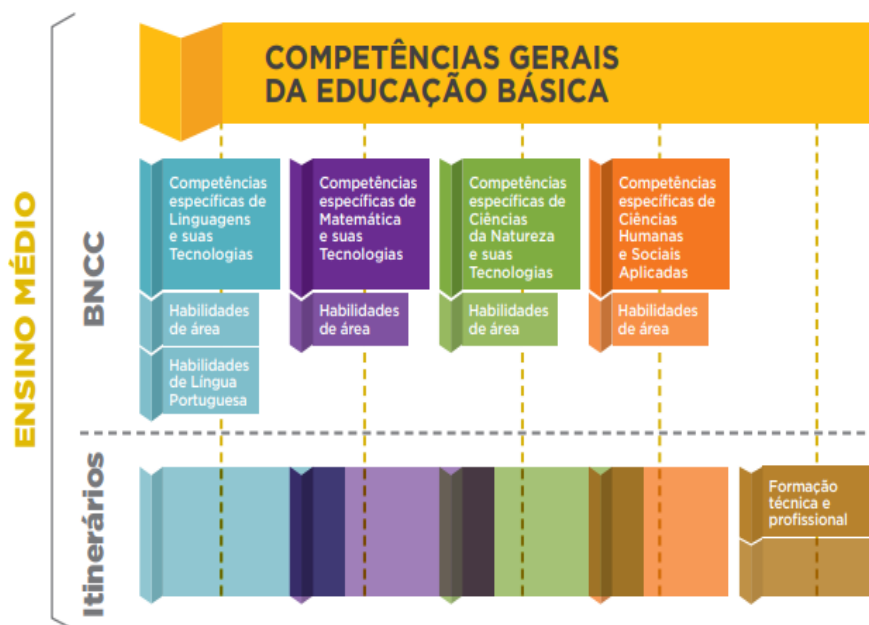 COMPETÊNCIAS GERAIS
DA EDUCAÇÃO BÁSICA
ENSINO MÉDIO
BNCC
Competências
específicas de
Linguagens
e suas
Tecnologias
Habilidades
de área
Habilidades
de Língua
Portuguesa
Competências
específicas de
Matemática
e suas
Tecnologias
Habilidades
de área
Competências
específicas de
Ciências
da Natureza
e suas
Tecnologias
Habilidades
de área
Competências
específicas de
Ciências
Humanas
e Sociais
Aplicadas
Habilidades
de área
Itinerários
Formação
técnica e
profissional